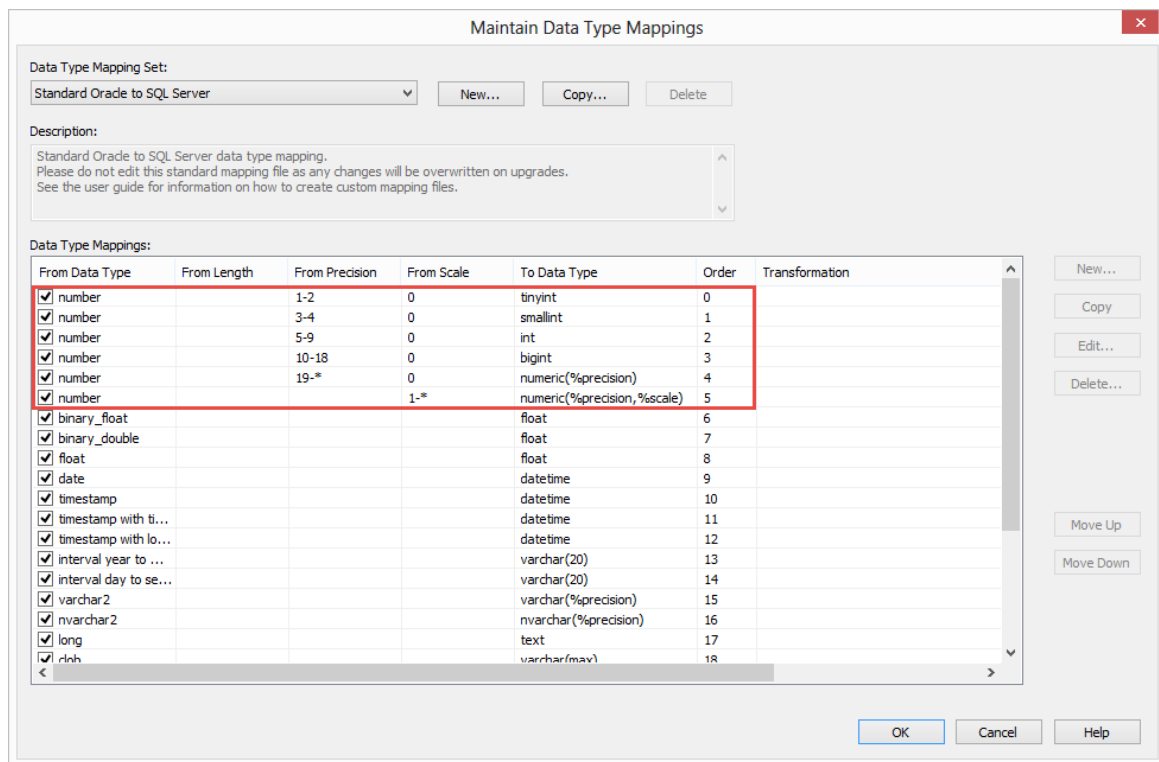 Maintain Data Type Mappings
Data Type Mapping Set:
Standard Oracle to SQL Server New... Copy... Delete
Description:
Standard Oracle to SQL Server data type mapping.
Please do not edit this standard mapping file as any changes will be overwritten on upgrades.
See the user guide for information on how to create custom mapping files.
Data Type Mappings:
From Data Type From Length From Precision From Scale To Data Type Order Transformation New...
number 1-2 0 tinyint 0
number 3-4 0 smallint 1 Copy
number 5-9 0 int 2
number 10-18 0 bigint 3 Edit...
number 19-* 0 numeric(%precision) 4 Delete...
number 1-* numeric(%precision,%scale) 5
binary_float float 6
binary_double float 7
float float 8
date datetime 9
timestamp datetime 10
timestamp with ti... datetime 11 Move Up
timestamp with lo... datetime 12
interval year to ... varchar(20) 13 Move Down
interval day to se... varchar(20) 14
varchar2 varchar(%precision) 15
nvarchar2 nvarchar(%precision) 16
long text 17
clob varchar(max) 18
OK Cancel Help